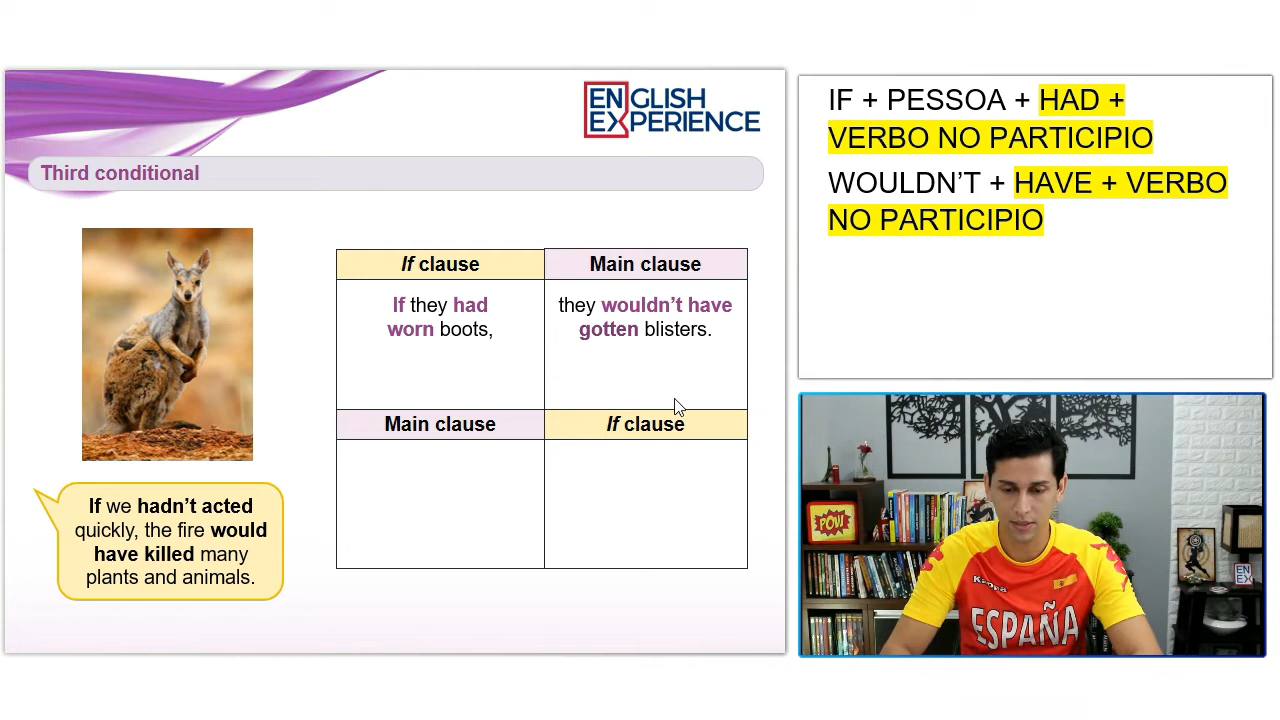 ENGLISH
EXPERIENCE
Third conditional
If clause
Main clause
If they had
worn boots,
they wouldn’t have
gotten blisters.
Main clause
If clause
If we hadn’t acted
quickly, the fire would
have killed many
plants and animals.
IF + PESSOA + HAD +
VERBO NO PARTICIPIO
WOULDN’T + HAVE + VERBO
NO PARTICIPIO
POW!
Kappa
ESPAÑA
EN
EX